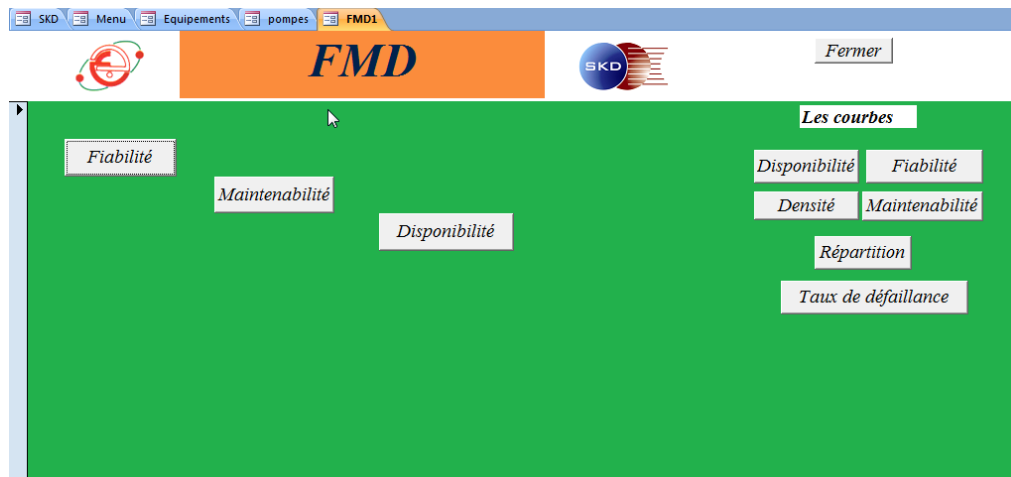 SKD Menu Equipements pompes FMD1
FMD
SKD
Fermer
Les courbes
Fiabilité
Maintenabilité
Disponibilité
Disponibilité Fiabilité
Densité Maintenabilité
Répartition
Taux de défaillance